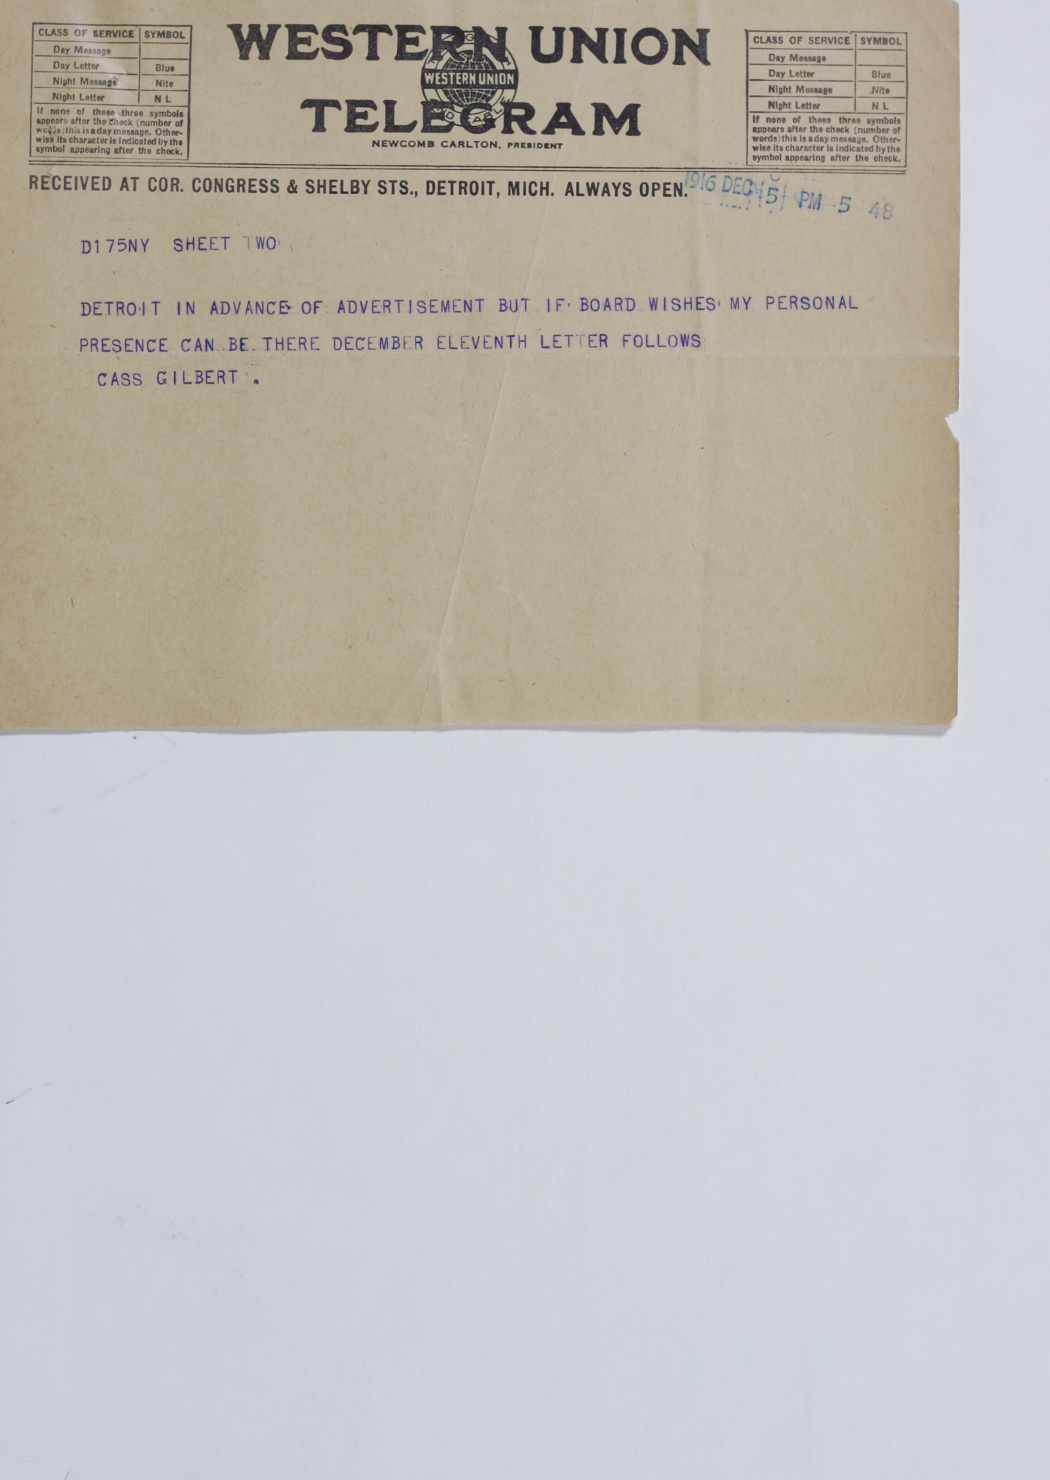 CLASS OF SERVICE SYMBOL
Day Message
Day Letter Blue
Night Message Nite
Night Letter N L
If none of these three symbols
appears after the check (number of
words) this is a day message. Other-
wise its character is indicated by the
symbol appearing after the check.
WESTERN UNION
WESTERN UNION
TELEGRAM
NEWCOMB CARLTON, PRESIDENT
CLASS OF SERVICE SYMBOL
Day Message
Day Letter Blue
Night Message Nite
Night Letter N L
If none of these three symbols
appears after the check (number of
words) this is a day message. Other-
wise its character is indicated by the
symbol appearing after the check.
RECEIVED AT COR. CONGRESS & SHELBY STS., DETROIT, MICH. ALWAYS OPEN.
1916 DEC 5 PM 5 48
D175NY SHEET TWO
DETROIT IN ADVANCE OF ADVERTISEMENT BUT IF BOARD WISHES MY PERSONAL
PRESENCE CAN BE THERE DECEMBER ELEVENTH LETTER FOLLOWS
CASS GILBERT .